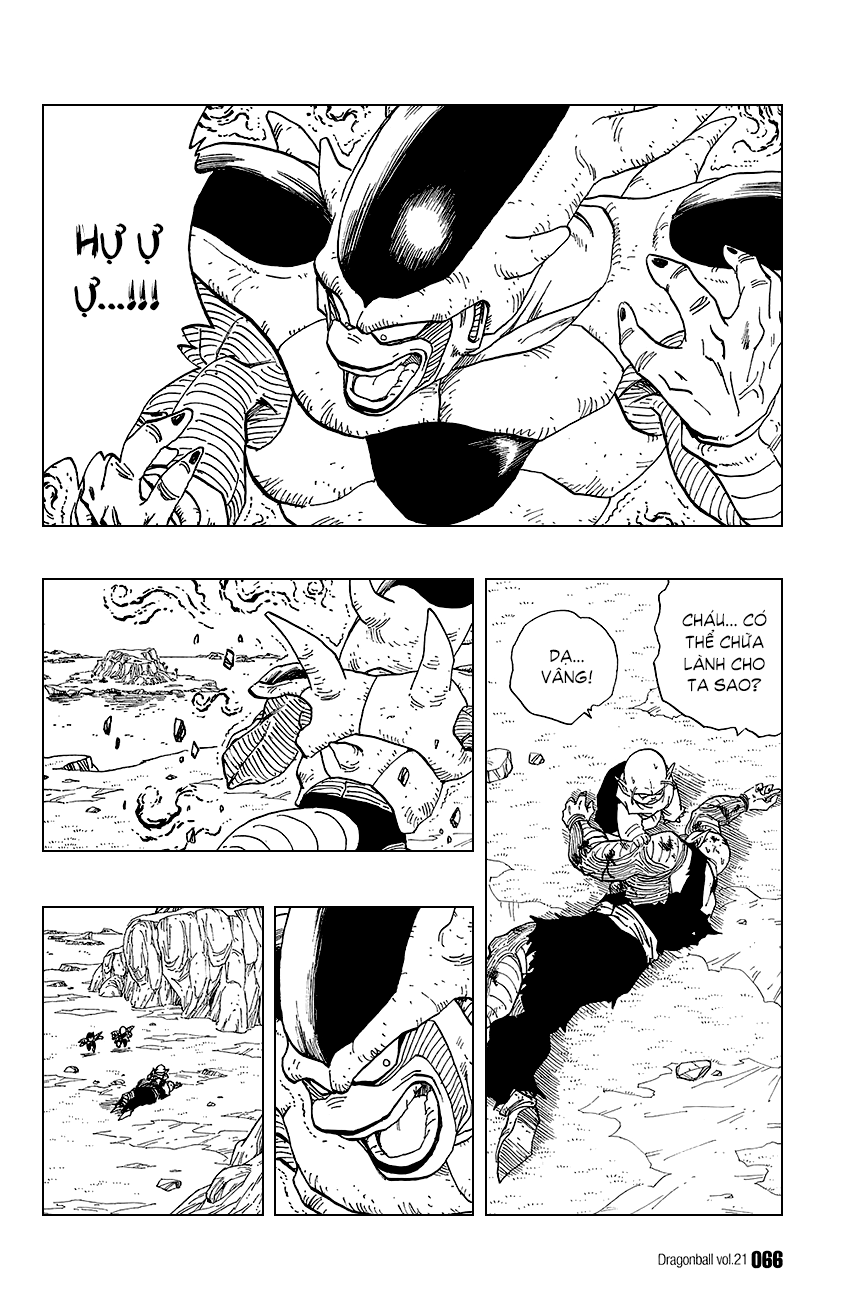 HỰ Ự
Ự...!!!
CHÁU... CÓ
THỂ CHỮA
LÀNH CHO
TA SAO?
DẠ...
VÂNG!
Dragonball vol.21 066